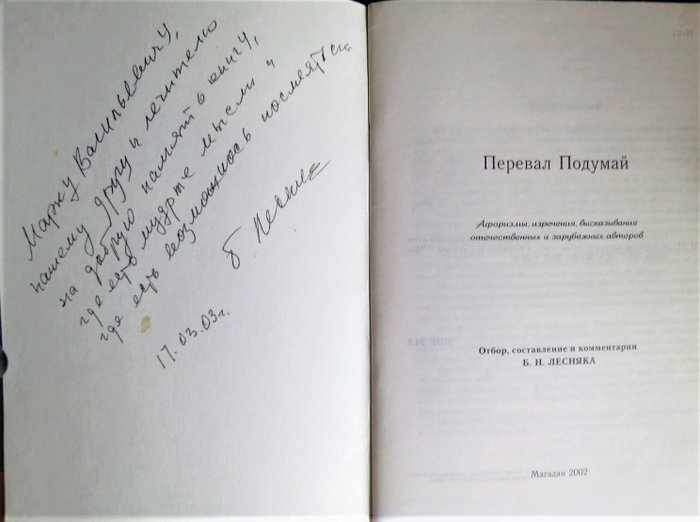 Марку Васильевичу,
нашему другу и лечителю
на добрую память книгу,
где есть мудрые мысли и
где есть возможность посмеяться
Б. Лесняк
17.03.03г.
Перевал Подумай
Афоризмы, изречения, высказывания
отечественных и зарубежных авторов
Отбор, составление и комментарии
Б. Н. ЛЕСНЯКА
Магадан 2002